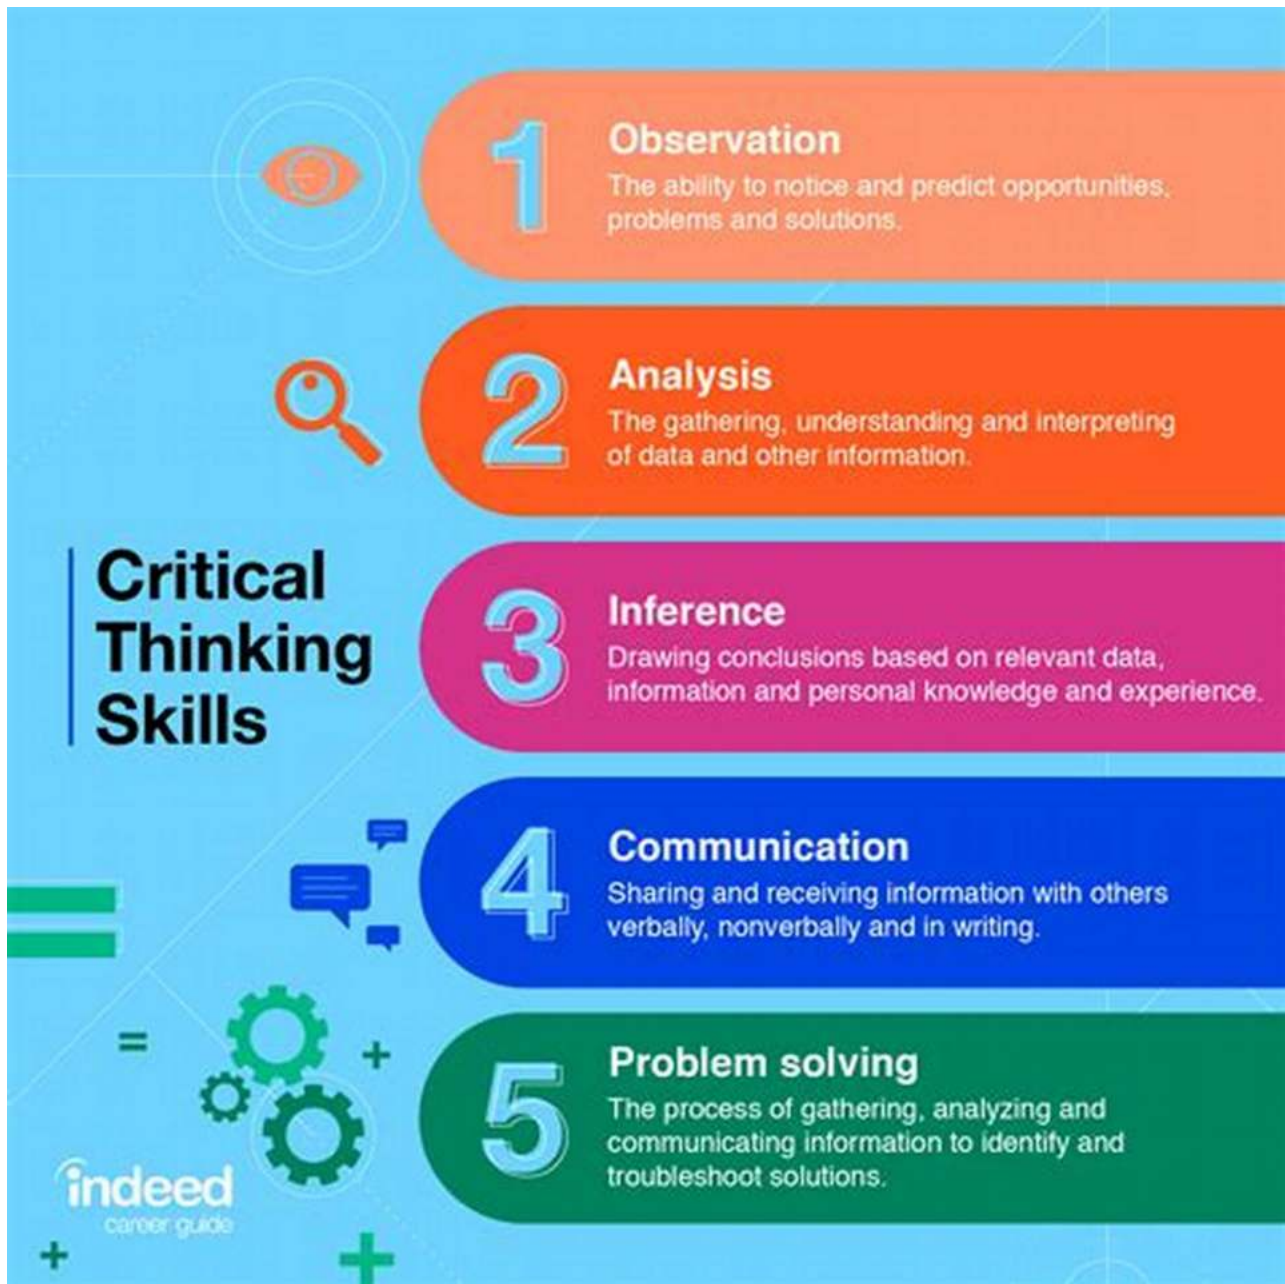 Critical
Thinking
Skills
1
Observation
The ability to notice and predict opportunities,
problems and solutions.
2
Analysis
The gathering, understanding and interpreting
of data and other information.
3
Inference
Drawing conclusions based on relevant data,
information and personal knowledge and experience.
4
Communication
Sharing and receiving information with others
verbally, nonverbally and in writing.
5
Problem solving
The process of gathering, analyzing and
communicating information to identify and
troubleshoot solutions.
indeed
career guide